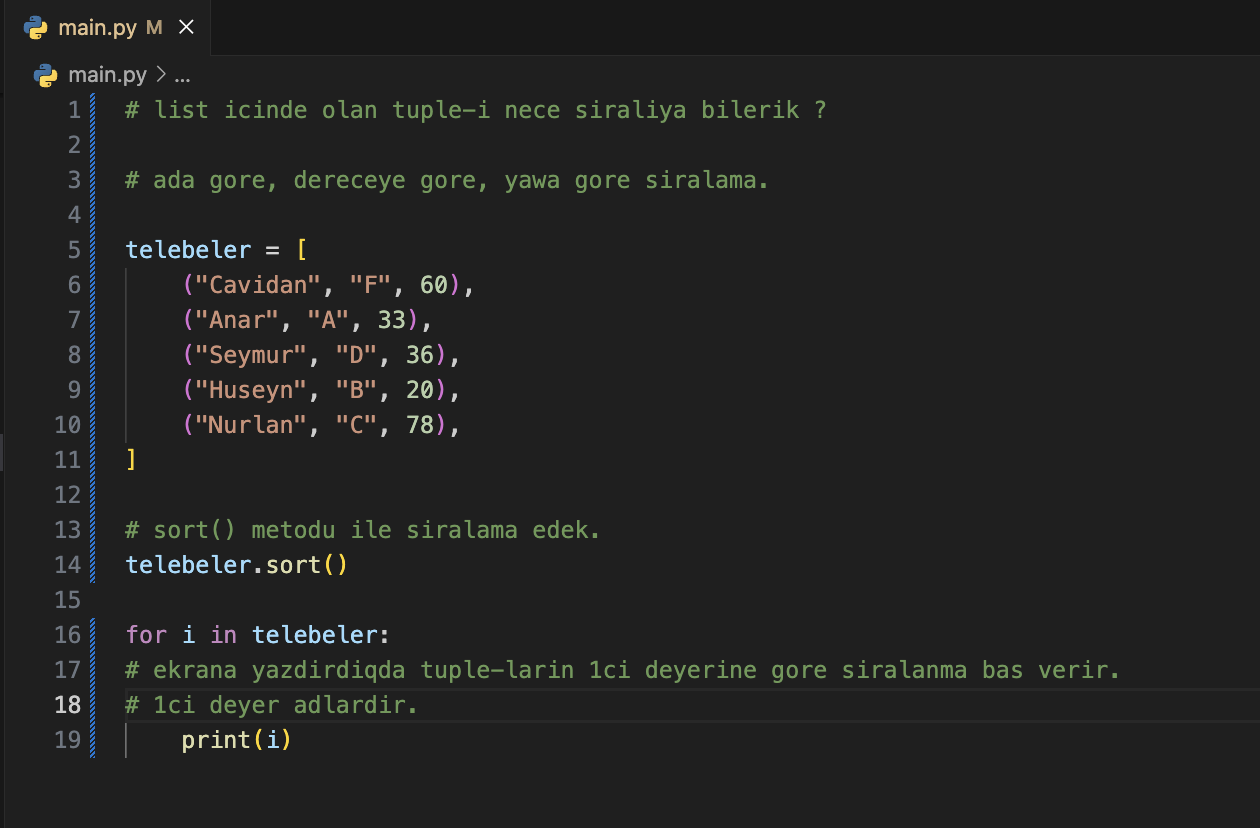 main.py M
main.py > ...
1 # list icinde olan tuple-i nece siraliya bilerik ?
2
3 # ada gore, dereceye gore, yawa gore siralama.
4
5 telebeler = [
6     ("Cavidan", "F", 60),
7     ("Anar", "A", 33),
8     ("Seymur", "D", 36),
9     ("Huseyn", "B", 20),
10     ("Nurlan", "C", 78),
11 ]
12
13 # sort() metodu ile siralama edek.
14 telebeler.sort()
15
16 for i in telebeler:
17 # ekrana yazdirdiqda tuple-larin 1ci deyerine gore siralanma bas verir.
18 # 1ci deyer adlardir.
19     print(i)